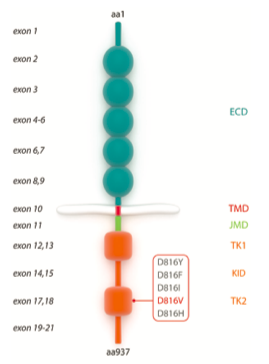 aa1
exon 1
exon 2
exon 3
ECD
exon 4-6
exon 6,7
exon 8,9
exon 10
TMD
exon 11
JMD
exon 12,13
TK1
D816Y
exon 14,15
D816F
KID
D816I
exon 17,18
D816V
TK2
D816H
exon 19-21
aa937